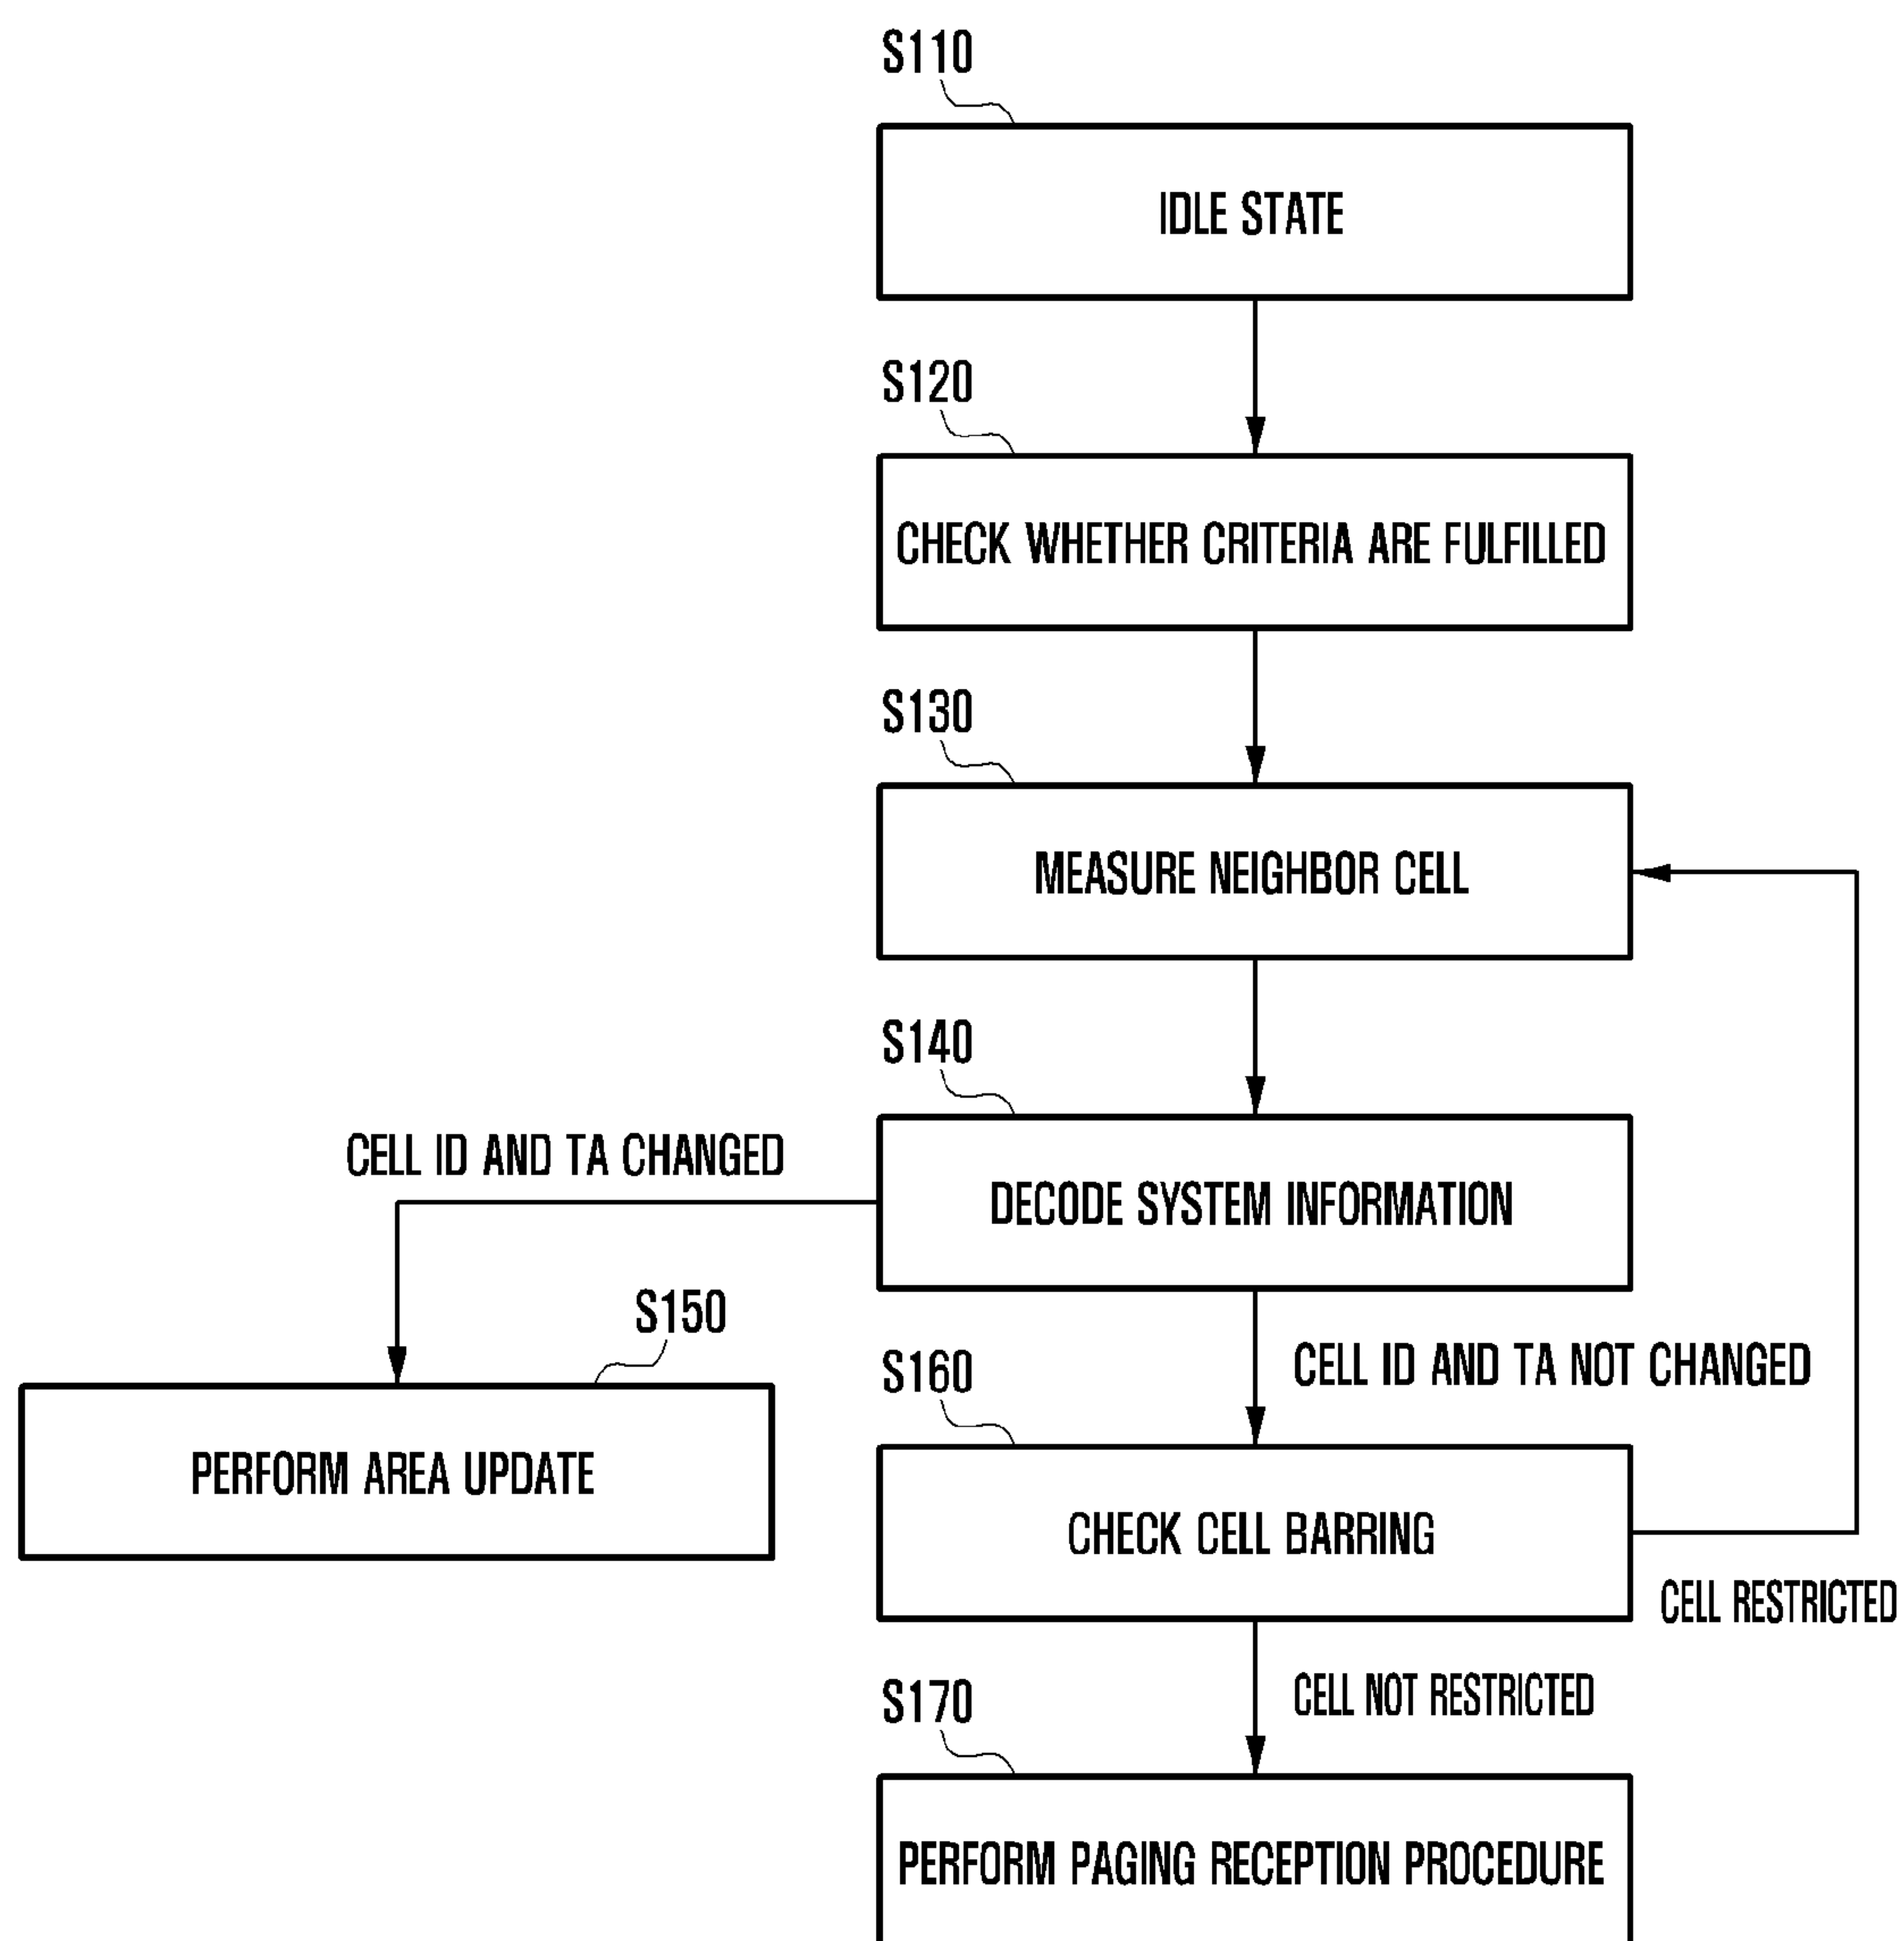 S110
IDLE STATE
S120
CHECK WHETHER CRITERIA ARE FULFILLED
S130
MEASURE NEIGHBOR CELL
S140
CELL ID AND TA CHANGED
DECODE SYSTEM INFORMATION
S150
PERFORM AREA UPDATE
S160
CELL ID AND TA NOT CHANGED
CHECK CELL BARRING
CELL RESTRICTED
CELL NOT RESTRICTED
S170
PERFORM PAGING RECEPTION PROCEDURE